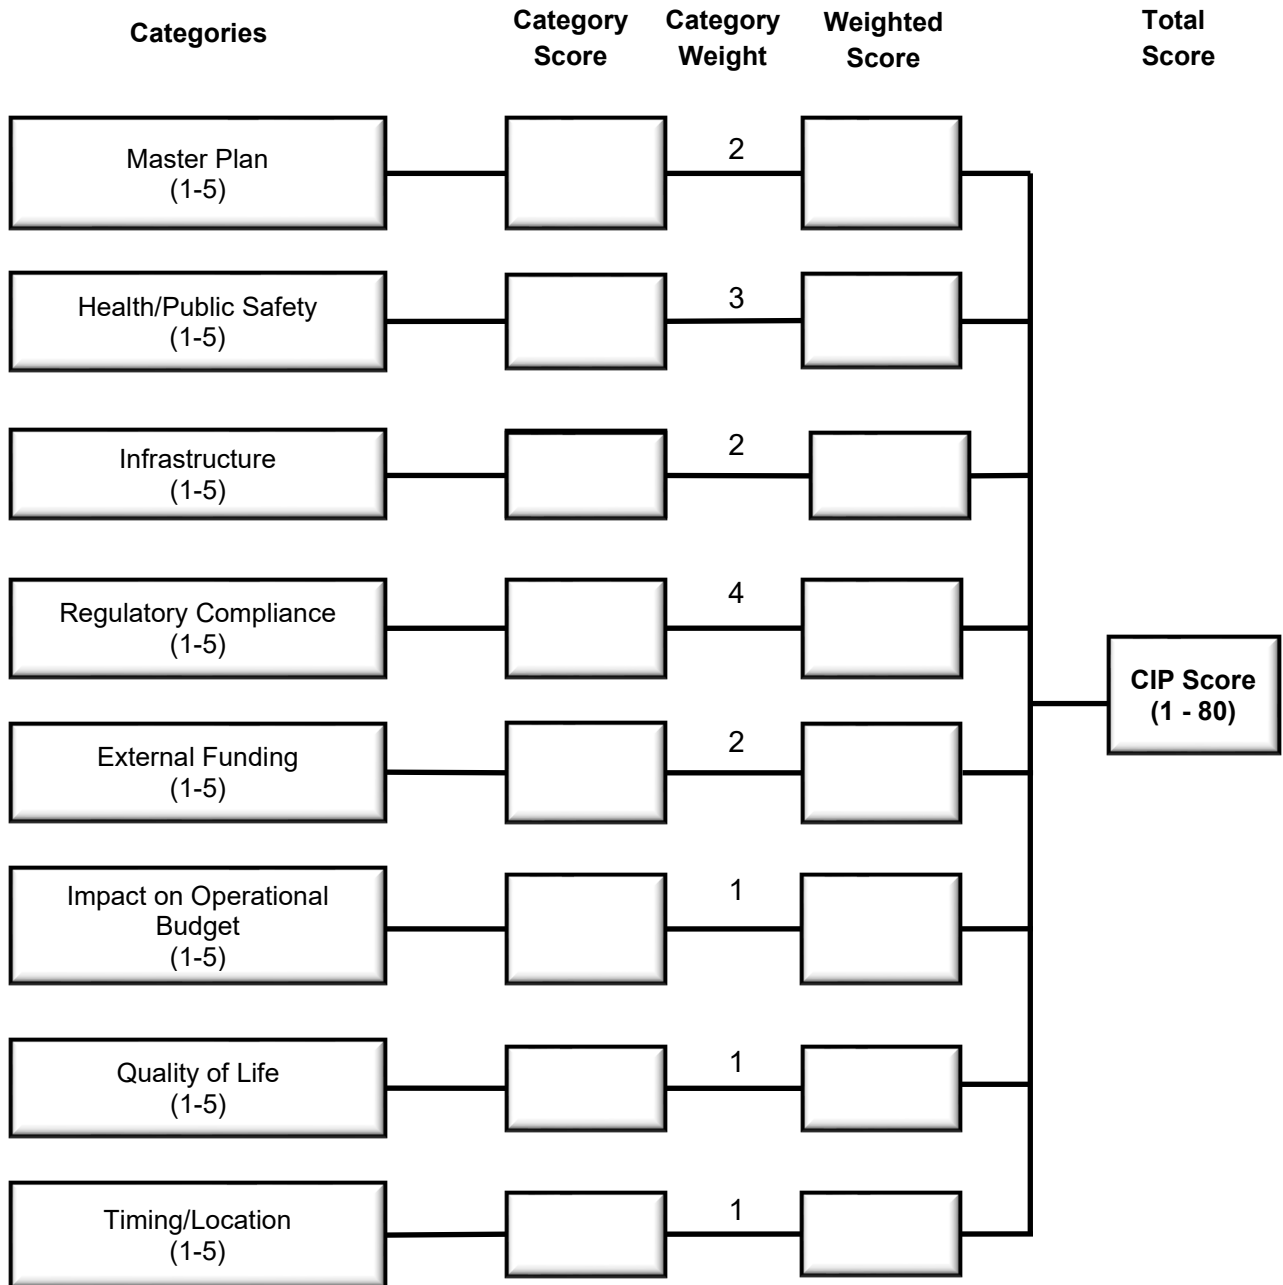 Categories
Category
Score
Category
Weight
Weighted
Score
Total
Score
Master Plan
(1-5)
2
Health/Public Safety
(1-5)
3
Infrastructure
(1-5)
2
Regulatory Compliance
(1-5)
4
CIP Score
(1 - 80)
External Funding
(1-5)
2
Impact on Operational
Budget
(1-5)
1
Quality of Life
(1-5)
1
Timing/Location
(1-5)
1